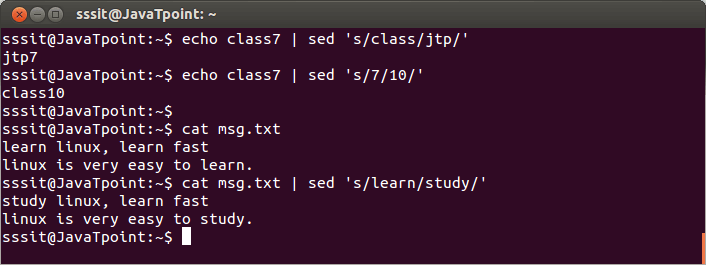 sssit@JavaTpoint: ~
sssit@JavaTpoint:~$ echo class7 | sed 's/class/jtp/'
jtp7
sssit@JavaTpoint:~$ echo class7 | sed 's/7/10/'
class10
sssit@JavaTpoint:~$
sssit@JavaTpoint:~$ cat msg.txt
learn linux, learn fast
linux is very easy to learn.
sssit@JavaTpoint:~$ cat msg.txt | sed 's/learn/study/'
study linux, learn fast
linux is very easy to study.
sssit@JavaTpoint:~$